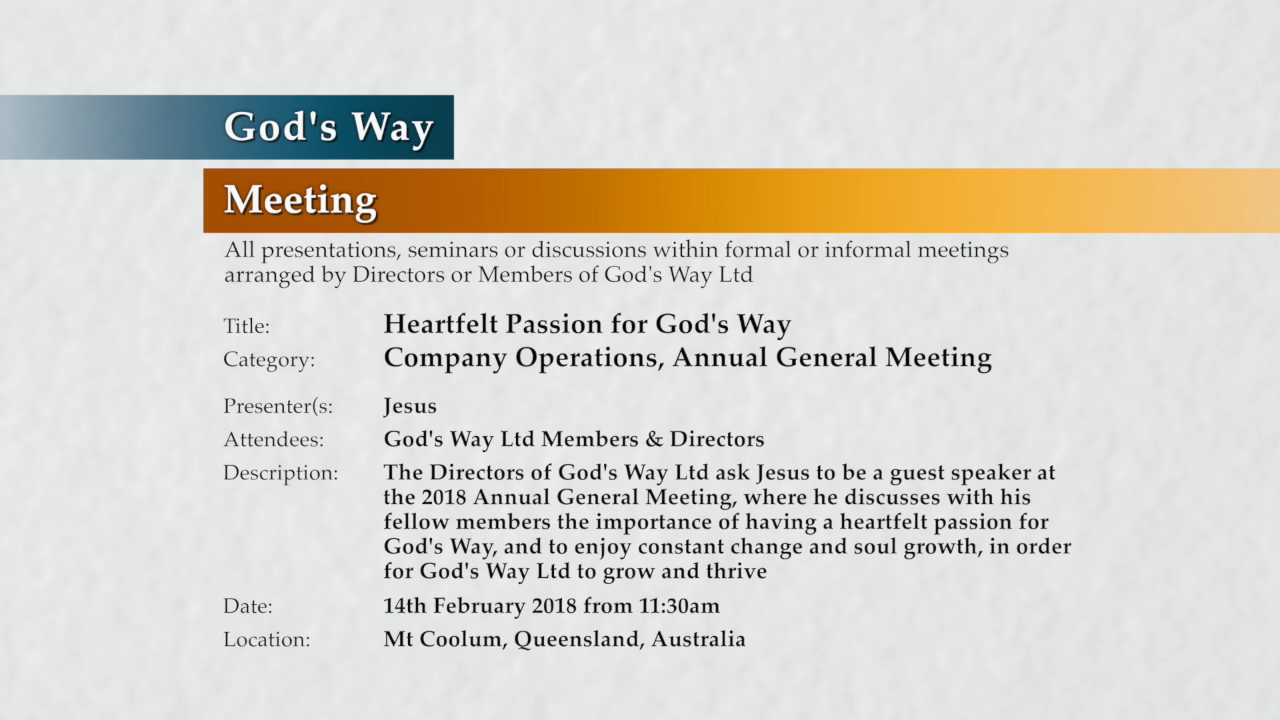 God's Way
Meeting
All presentations, seminars or discussions within formal or informal meetings
arranged by Directors or Members of God's Way Ltd
Title: Heartfelt Passion for God's Way
Category: Company Operations, Annual General Meeting
Presenter(s: Jesus
Attendees: God's Way Ltd Members & Directors
Description: The Directors of God's Way Ltd ask Jesus to be a guest speaker at
the 2018 Annual General Meeting, where he discusses with his
fellow members the importance of having a heartfelt passion for
God's Way, and to enjoy constant change and soul growth, in order
for God's Way Ltd to grow and thrive
Date: 14th February 2018 from 11:30am
Location: Mt Coolum, Queensland, Australia